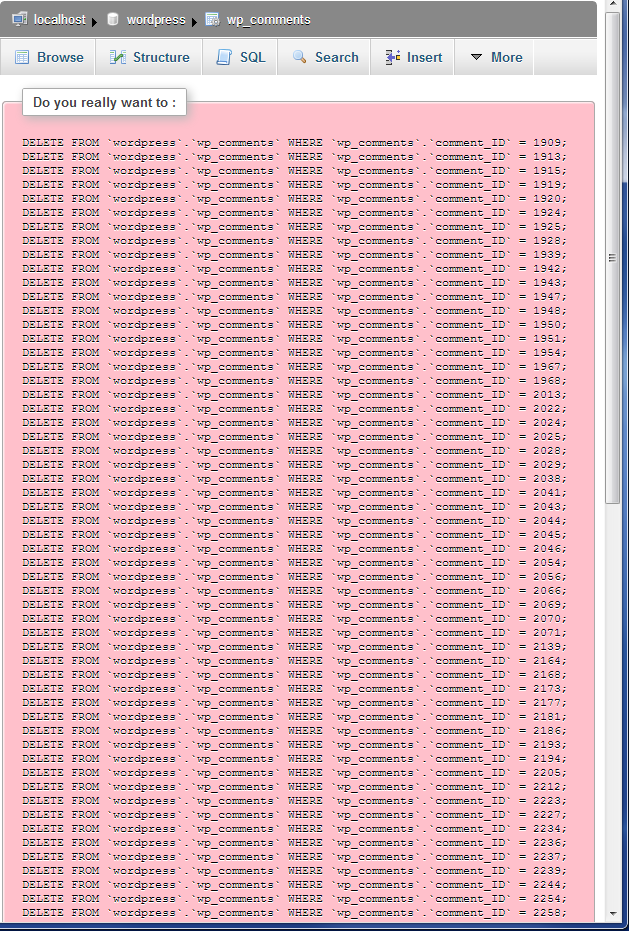 localhost wordpress wp_comments
Browse Structure SQL Search Insert More
Do you really want to :
DELETE FROM `wordpress`.`wp_comments` WHERE `wp_comments`.`comment_ID` = 1909;
DELETE FROM `wordpress`.`wp_comments` WHERE `wp_comments`.`comment_ID` = 1913;
DELETE FROM `wordpress`.`wp_comments` WHERE `wp_comments`.`comment_ID` = 1915;
DELETE FROM `wordpress`.`wp_comments` WHERE `wp_comments`.`comment_ID` = 1919;
DELETE FROM `wordpress`.`wp_comments` WHERE `wp_comments`.`comment_ID` = 1920;
DELETE FROM `wordpress`.`wp_comments` WHERE `wp_comments`.`comment_ID` = 1924;
DELETE FROM `wordpress`.`wp_comments` WHERE `wp_comments`.`comment_ID` = 1925;
DELETE FROM `wordpress`.`wp_comments` WHERE `wp_comments`.`comment_ID` = 1928;
DELETE FROM `wordpress`.`wp_comments` WHERE `wp_comments`.`comment_ID` = 1939;
DELETE FROM `wordpress`.`wp_comments` WHERE `wp_comments`.`comment_ID` = 1942;
DELETE FROM `wordpress`.`wp_comments` WHERE `wp_comments`.`comment_ID` = 1943;
DELETE FROM `wordpress`.`wp_comments` WHERE `wp_comments`.`comment_ID` = 1947;
DELETE FROM `wordpress`.`wp_comments` WHERE `wp_comments`.`comment_ID` = 1948;
DELETE FROM `wordpress`.`wp_comments` WHERE `wp_comments`.`comment_ID` = 1950;
DELETE FROM `wordpress`.`wp_comments` WHERE `wp_comments`.`comment_ID` = 1951;
DELETE FROM `wordpress`.`wp_comments` WHERE `wp_comments`.`comment_ID` = 1954;
DELETE FROM `wordpress`.`wp_comments` WHERE `wp_comments`.`comment_ID` = 1967;
DELETE FROM `wordpress`.`wp_comments` WHERE `wp_comments`.`comment_ID` = 1968;
DELETE FROM `wordpress`.`wp_comments` WHERE `wp_comments`.`comment_ID` = 2013;
DELETE FROM `wordpress`.`wp_comments` WHERE `wp_comments`.`comment_ID` = 2022;
DELETE FROM `wordpress`.`wp_comments` WHERE `wp_comments`.`comment_ID` = 2024;
DELETE FROM `wordpress`.`wp_comments` WHERE `wp_comments`.`comment_ID` = 2025;
DELETE FROM `wordpress`.`wp_comments` WHERE `wp_comments`.`comment_ID` = 2028;
DELETE FROM `wordpress`.`wp_comments` WHERE `wp_comments`.`comment_ID` = 2029;
DELETE FROM `wordpress`.`wp_comments` WHERE `wp_comments`.`comment_ID` = 2038;
DELETE FROM `wordpress`.`wp_comments` WHERE `wp_comments`.`comment_ID` = 2041;
DELETE FROM `wordpress`.`wp_comments` WHERE `wp_comments`.`comment_ID` = 2043;
DELETE FROM `wordpress`.`wp_comments` WHERE `wp_comments`.`comment_ID` = 2044;
DELETE FROM `wordpress`.`wp_comments` WHERE `wp_comments`.`comment_ID` = 2045;
DELETE FROM `wordpress`.`wp_comments` WHERE `wp_comments`.`comment_ID` = 2046;
DELETE FROM `wordpress`.`wp_comments` WHERE `wp_comments`.`comment_ID` = 2054;
DELETE FROM `wordpress`.`wp_comments` WHERE `wp_comments`.`comment_ID` = 2056;
DELETE FROM `wordpress`.`wp_comments` WHERE `wp_comments`.`comment_ID` = 2066;
DELETE FROM `wordpress`.`wp_comments` WHERE `wp_comments`.`comment_ID` = 2069;
DELETE FROM `wordpress`.`wp_comments` WHERE `wp_comments`.`comment_ID` = 2070;
DELETE FROM `wordpress`.`wp_comments` WHERE `wp_comments`.`comment_ID` = 2071;
DELETE FROM `wordpress`.`wp_comments` WHERE `wp_comments`.`comment_ID` = 2139;
DELETE FROM `wordpress`.`wp_comments` WHERE `wp_comments`.`comment_ID` = 2164;
DELETE FROM `wordpress`.`wp_comments` WHERE `wp_comments`.`comment_ID` = 2168;
DELETE FROM `wordpress`.`wp_comments` WHERE `wp_comments`.`comment_ID` = 2173;
DELETE FROM `wordpress`.`wp_comments` WHERE `wp_comments`.`comment_ID` = 2177;
DELETE FROM `wordpress`.`wp_comments` WHERE `wp_comments`.`comment_ID` = 2181;
DELETE FROM `wordpress`.`wp_comments` WHERE `wp_comments`.`comment_ID` = 2186;
DELETE FROM `wordpress`.`wp_comments` WHERE `wp_comments`.`comment_ID` = 2193;
DELETE FROM `wordpress`.`wp_comments` WHERE `wp_comments`.`comment_ID` = 2194;
DELETE FROM `wordpress`.`wp_comments` WHERE `wp_comments`.`comment_ID` = 2205;
DELETE FROM `wordpress`.`wp_comments` WHERE `wp_comments`.`comment_ID` = 2212;
DELETE FROM `wordpress`.`wp_comments` WHERE `wp_comments`.`comment_ID` = 2223;
DELETE FROM `wordpress`.`wp_comments` WHERE `wp_comments`.`comment_ID` = 2227;
DELETE FROM `wordpress`.`wp_comments` WHERE `wp_comments`.`comment_ID` = 2234;
DELETE FROM `wordpress`.`wp_comments` WHERE `wp_comments`.`comment_ID` = 2236;
DELETE FROM `wordpress`.`wp_comments` WHERE `wp_comments`.`comment_ID` = 2237;
DELETE FROM `wordpress`.`wp_comments` WHERE `wp_comments`.`comment_ID` = 2239;
DELETE FROM `wordpress`.`wp_comments` WHERE `wp_comments`.`comment_ID` = 2244;
DELETE FROM `wordpress`.`wp_comments` WHERE `wp_comments`.`comment_ID` = 2254;
DELETE FROM `wordpress`.`wp_comments` WHERE `wp_comments`.`comment_ID` = 2258;